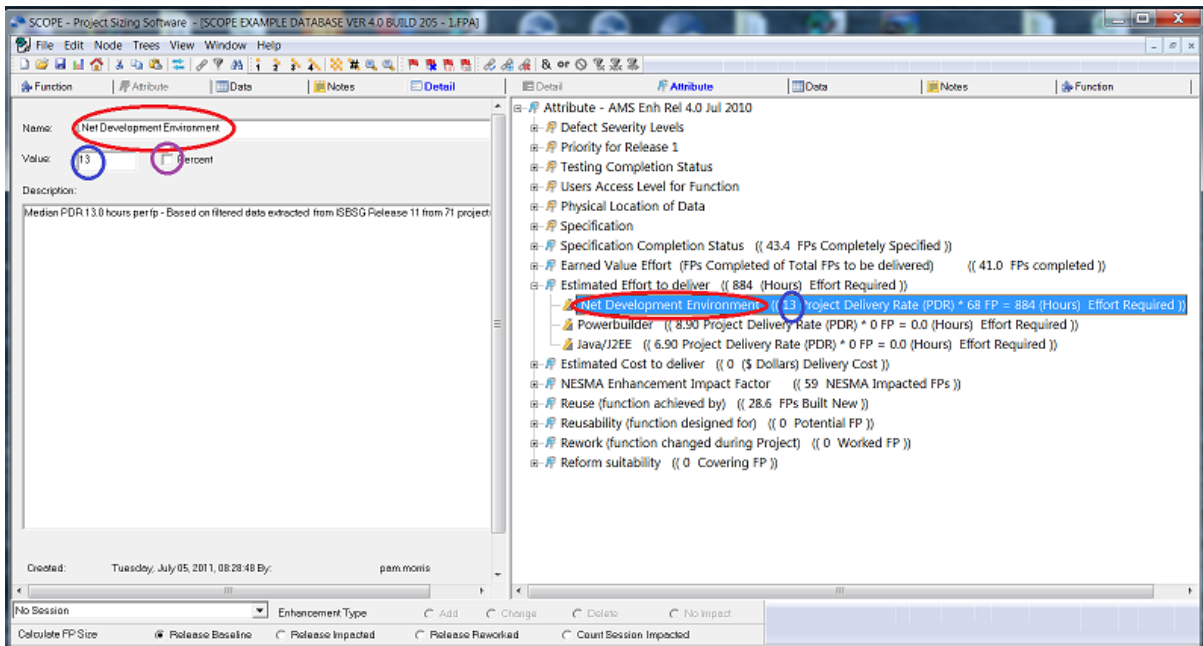 SCOPE - Project Sizing Software - [SCOPE EXAMPLE DATABASE VER 4.0 BUILD 205 - 1.FPA]
File Edit Node Trees View Window Help
Function Attribute Data Notes Detail
Detail Attribute Data Notes Function
Name: Net Development Environment
Value: 13 Percent
Description:
Median PDR 13.0 hours per fp - Based on filtered data extracted from ISBSG Release 11 from 71 project
Created: Tuesday, July 05, 2011, 08:28:48 By: pam.morris
Attribute - AMS Enh Rel 4.0 Jul 2010
Defect Severity Levels
Priority for Release 1
Testing Completion Status
Users Access Level for Function
Physical Location of Data
Specification
Specification Completion Status (( 43.4 FPs Completely Specified ))
Earned Value Effort (FPs Completed of Total FPs to be delivered) (( 41.0 FPs completed ))
Estimated Effort to deliver (( 884 (Hours) Effort Required ))
Net Development Environment (( 13 Project Delivery Rate (PDR) * 68 FP = 884 (Hours) Effort Required ))
Powerbuilder (( 8.90 Project Delivery Rate (PDR) * 0 FP = 0.0 (Hours) Effort Required ))
Java/J2EE (( 6.90 Project Delivery Rate (PDR) * 0 FP = 0.0 (Hours) Effort Required ))
Estimated Cost to deliver (( 0 ($ Dollars) Delivery Cost ))
NESMA Enhancement Impact Factor (( 59 NESMA Impacted FPs ))
Reuse (function achieved by) (( 28.6 FPs Built New ))
Reusability (function designed for) (( 0 Potential FP ))
Rework (function changed during Project) (( 0 Worked FP ))
Reform suitability (( 0 Covering FP ))
No Session Enhancement Type Add Change Delete No Impact
Calculate FP Size Release Baseline Release Impacted Release Reworked Count Session Impacted